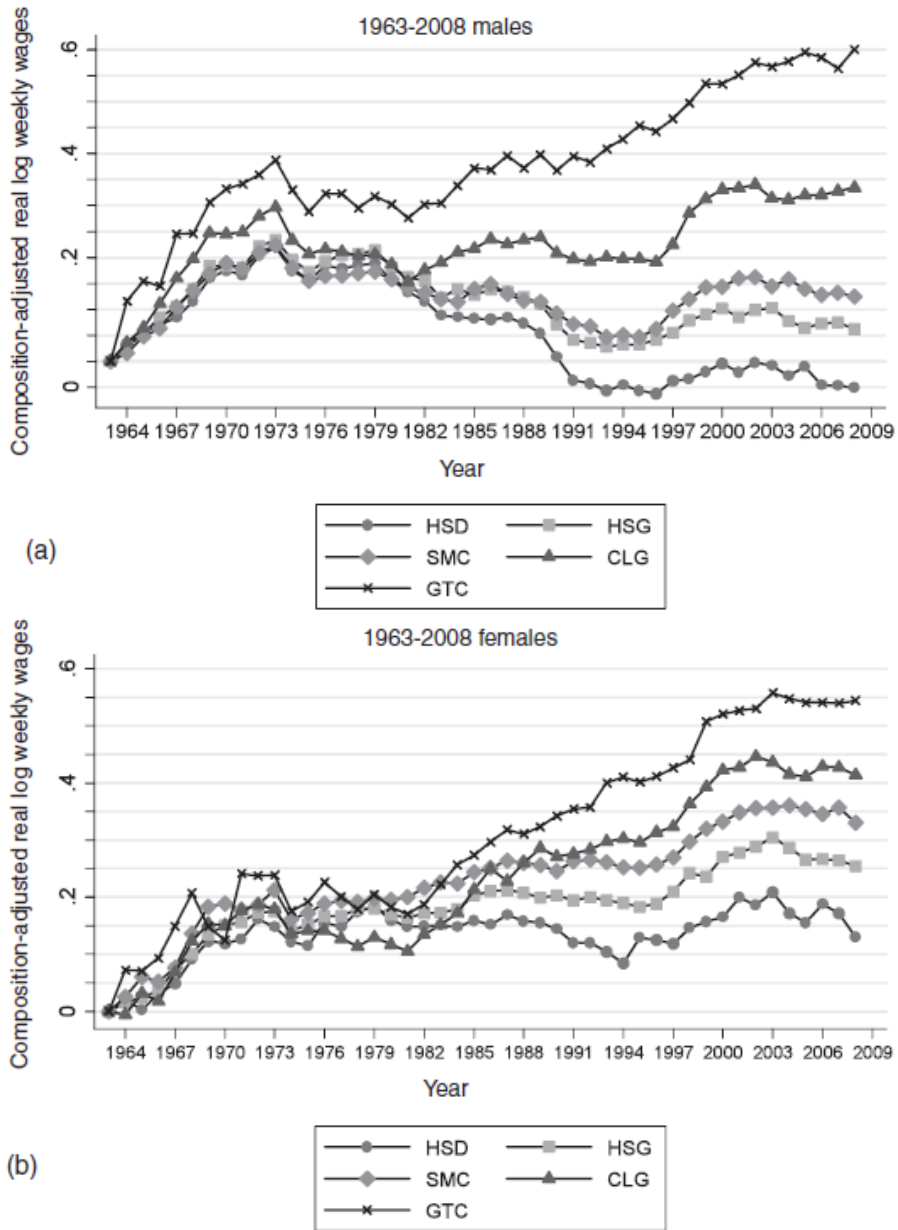 1963-2008 males
Composition-adjusted real log weekly wages
.6
.4
.2
0
1964 1967 1970 1973 1976 1979 1982 1985 1988 1991 1994 1997 2000 2003 2006 2009
Year
(a)
HSD HSG
SMC CLG
GTC
1963-2008 females
Composition-adjusted real log weekly wages
.6
.4
.2
0
1964 1967 1970 1973 1976 1979 1982 1985 1988 1991 1994 1997 2000 2003 2006 2009
Year
(b)
HSD HSG
SMC CLG
GTC